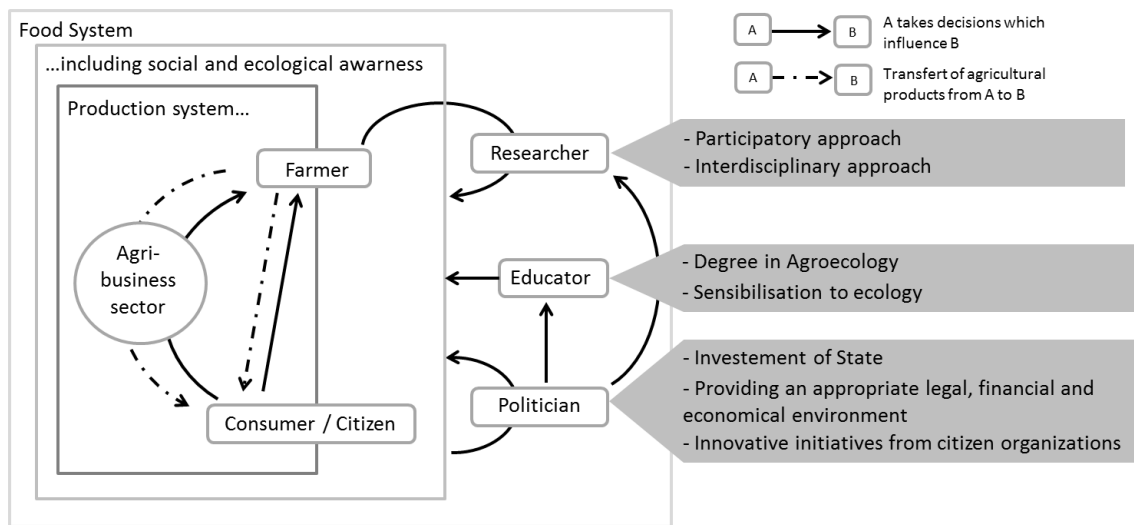 Food System
…including social and ecological awarness
Production system…
Farmer
Agri-
business
sector
Consumer / Citizen
Researcher
Educator
Politician
A
B
A takes decisions which
influence B
A
B
Transfert of agricultural
products from A to B
- Participatory approach
- Interdisciplinary approach
- Degree in Agroecology
- Sensibilisation to ecology
- Investement of State
- Providing an appropriate legal, financial and
economical environment
- Innovative initiatives from citizen organizations